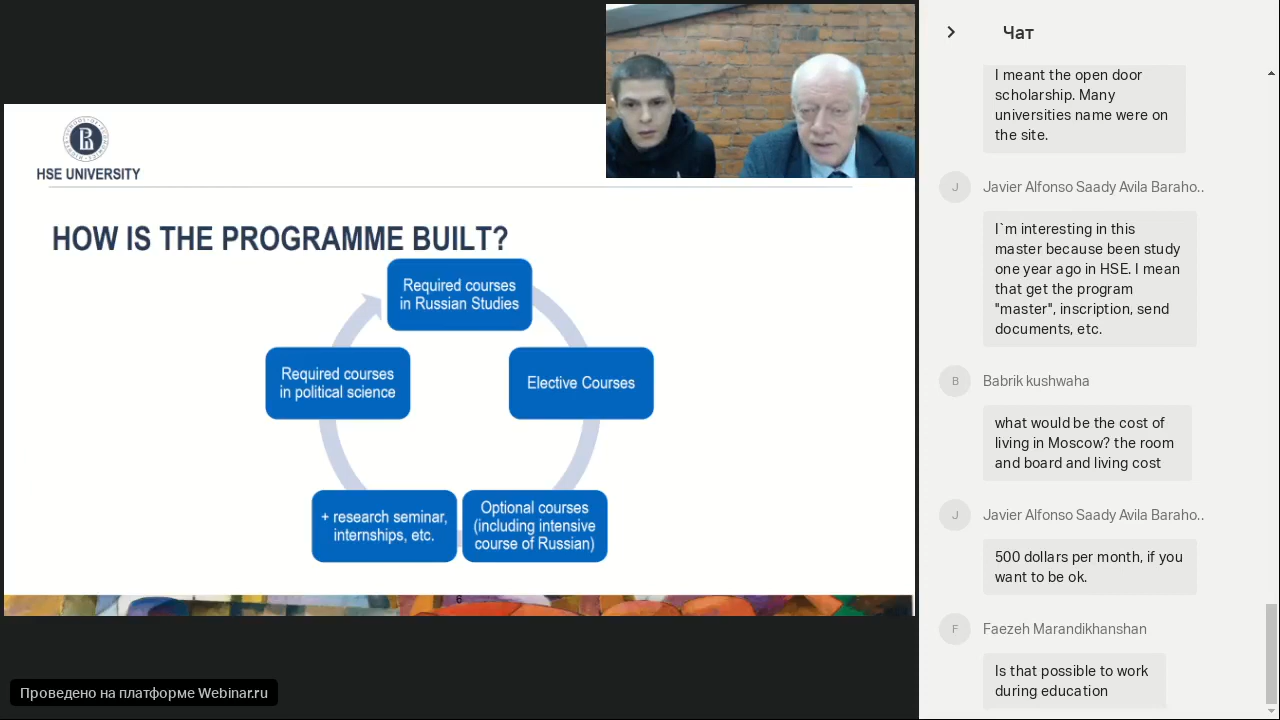 HSE UNIVERSITY
HOW IS THE PROGRAMME BUILT?
Required courses
in Russian Studies
Elective Courses
Optional courses
(including intensive
course of Russian)
+ research seminar,
internships, etc.
Required courses
in political science
6
Проведено на платформе Webinar.ru
Чат
I meant the open door
scholarship. Many
universities name were on
the site.
J
Javier Alfonso Saady Avila Baraho..
I`m interesting in this
master because been study
one year ago in HSE. I mean
that get the program
"master", inscription, send
documents, etc.
B
Babrik kushwaha
what would be the cost of
living in Moscow? the room
and board and living cost
J
Javier Alfonso Saady Avila Baraho..
500 dollars per month, if you
want to be ok.
F
Faezeh Marandikhanshan
Is that possible to work
during education